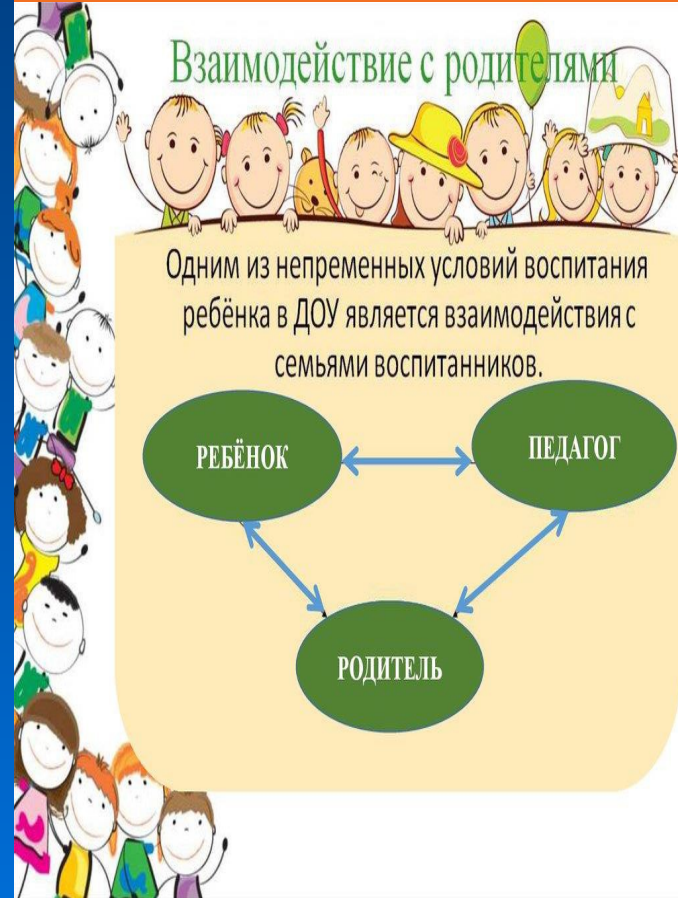 Взаимодействие с родителями
Одним из непременных условий воспитания
ребёнка в ДОУ является взаимодействия с
семьями воспитанников.
РЕБЁНОК
ПЕДАГОГ
РОДИТЕЛЬ